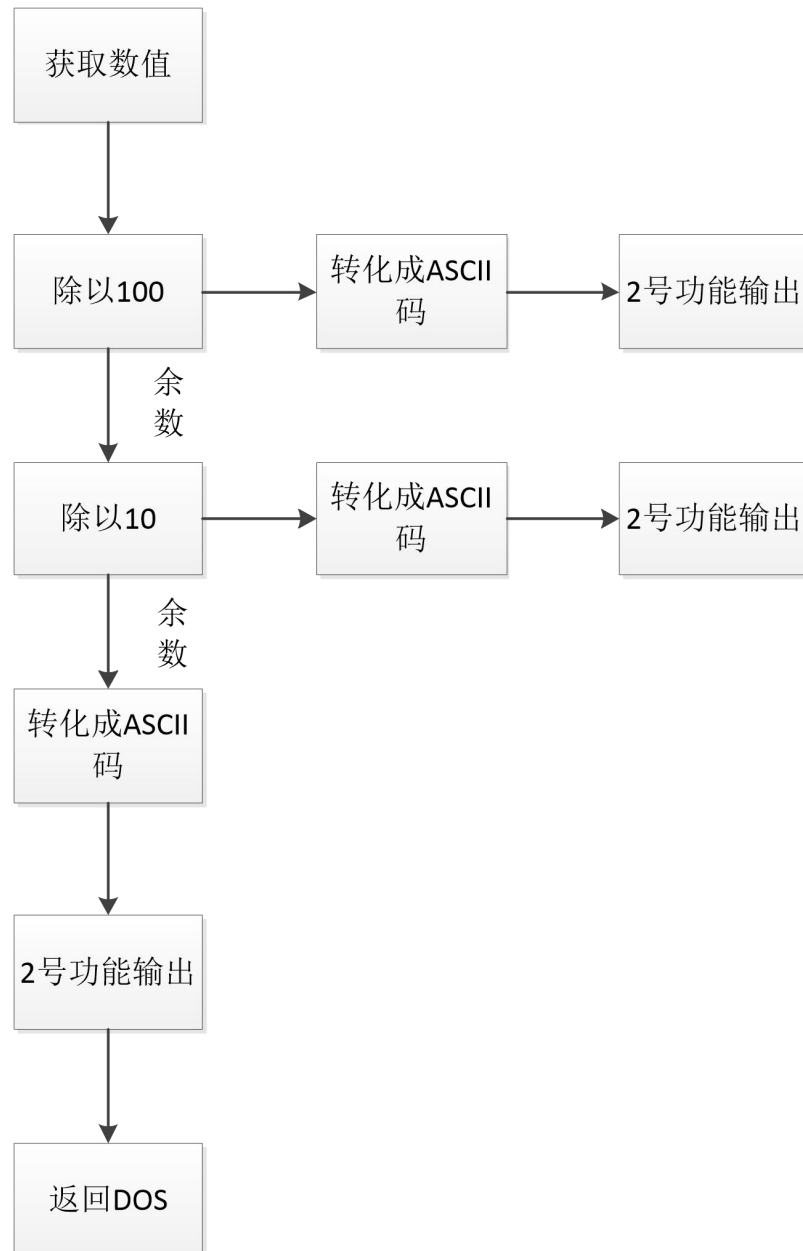 获取数值
除以100
转化成ASCII
码
2号功能输出
余
数
除以10
转化成ASCII
码
2号功能输出
余
数
转化成ASCII
码
2号功能输出
返回DOS